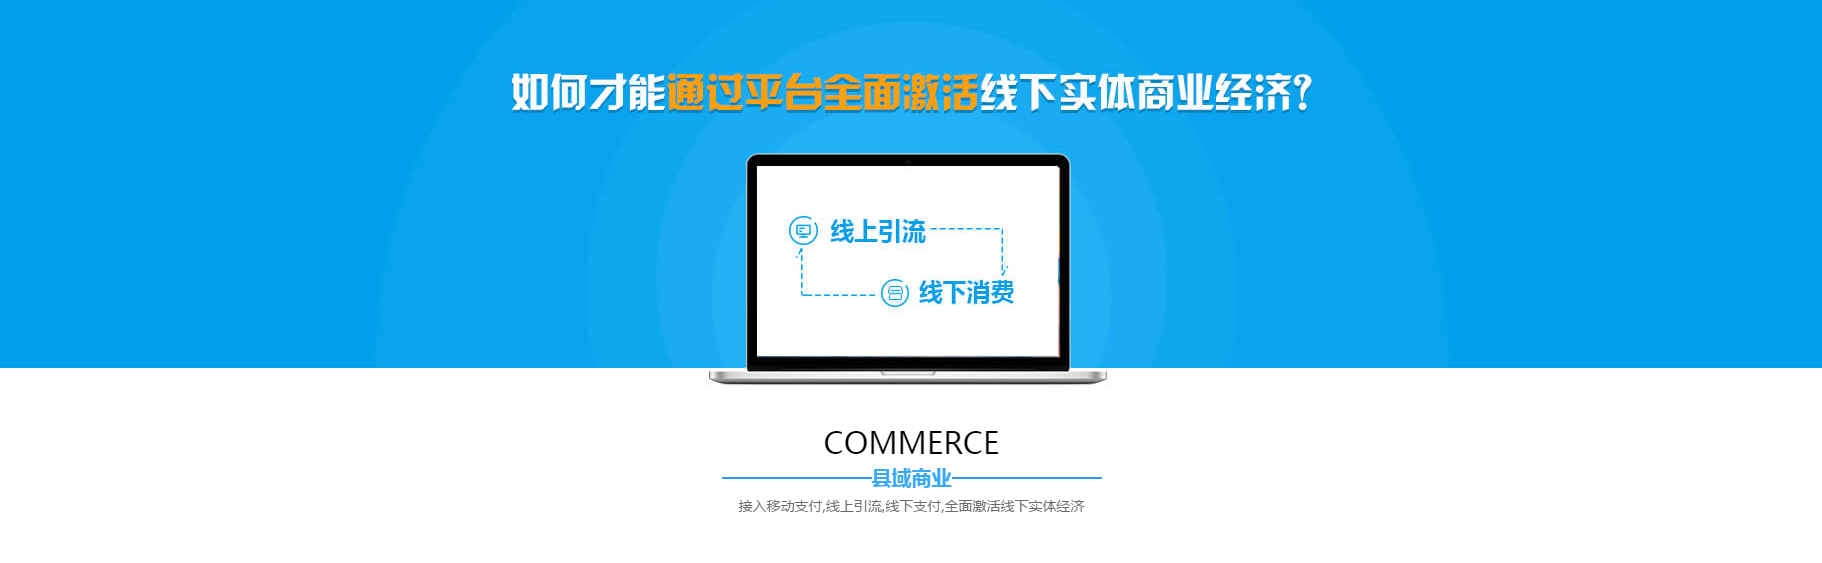 如何才能通过平台全面激活线下实体商业经济？
线上引流
线下消费
COMMERCE
县域商业
接入移动支付,线上引流,线下支付,全面激活线下实体经济